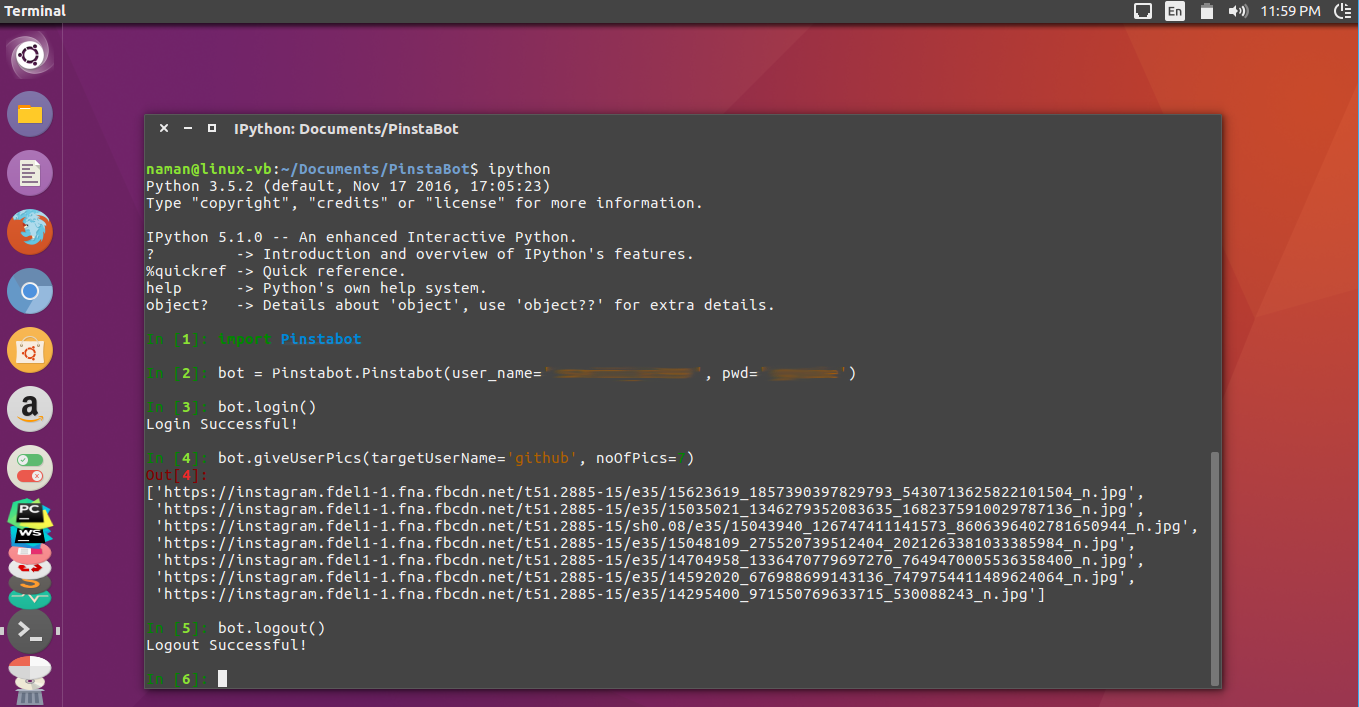 Terminal
En
11:59 PM
IPython: Documents/PinstaBot
naman@linux-vb:~/Documents/PinstaBot$ ipython
Python 3.5.2 (default, Nov 17 2016, 17:05:23)
Type "copyright", "credits" or "license" for more information.
IPython 5.1.0 -- An enhanced Interactive Python.
?         -> Introduction and overview of IPython's features.
%quickref -> Quick reference.
help      -> Python's own help system.
object?   -> Details about 'object', use 'object??' for extra details.
In [1]: import Pinstabot
In [2]: bot = Pinstabot.Pinstabot(user_name='', pwd='')
In [3]: bot.login()
Login Successful!
In [4]: bot.giveUserPics(targetUserName='github', noOfPics=7)
Out[4]:
['https://instagram.fdel1-1.fna.fbcdn.net/t51.2885-15/e35/15623619_1857390397829793_5430713625822101504_n.jpg',
 'https://instagram.fdel1-1.fna.fbcdn.net/t51.2885-15/e35/15035021_1346279352083635_1682375910029787136_n.jpg',
 'https://instagram.fdel1-1.fna.fbcdn.net/t51.2885-15/sh0.08/e35/15043940_126747411141573_8606396402781650944_n.jpg',
 'https://instagram.fdel1-1.fna.fbcdn.net/t51.2885-15/e35/15048109_275520739512404_2021263381033385984_n.jpg',
 'https://instagram.fdel1-1.fna.fbcdn.net/t51.2885-15/e35/14704958_1336470779697270_7649470005536358400_n.jpg',
 'https://instagram.fdel1-1.fna.fbcdn.net/t51.2885-15/e35/14592020_676988699143136_7479754411489624064_n.jpg',
 'https://instagram.fdel1-1.fna.fbcdn.net/t51.2885-15/e35/14295400_971550769633715_530088243_n.jpg']
In [5]: bot.logout()
Logout Successful!
In [6]:
a
PC
WS